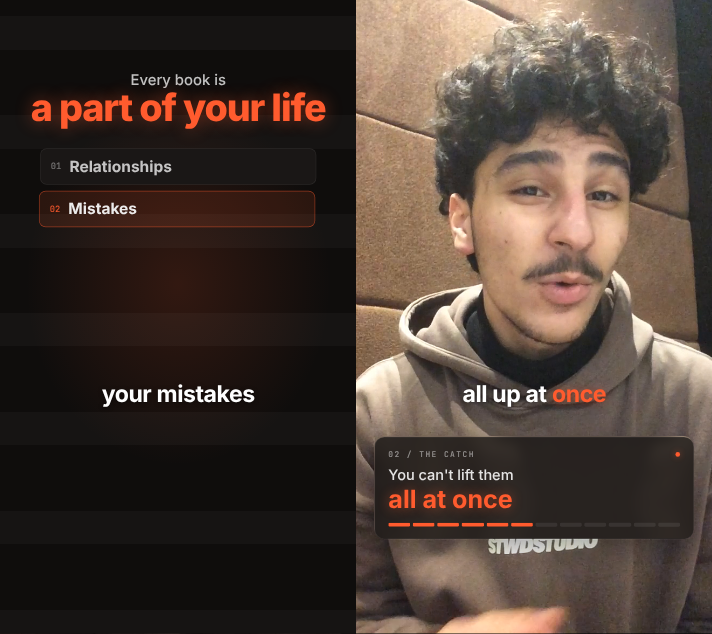 Every book is
a part of your life
01 Relationships
02 Mistakes
your mistakes
all up at once
02 / THE CATCH
You can't lift them
all at once
STWDSTUDIO